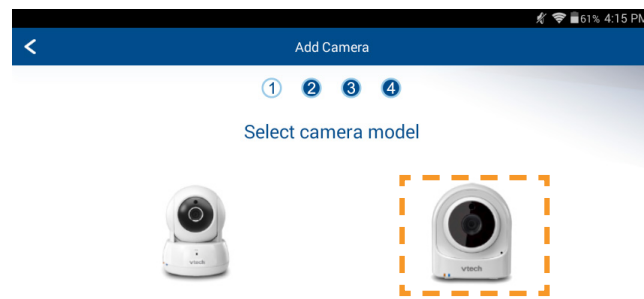 61% 4:15 PM
Add Camera
1 2 3 4
Select camera model
vtech vtech